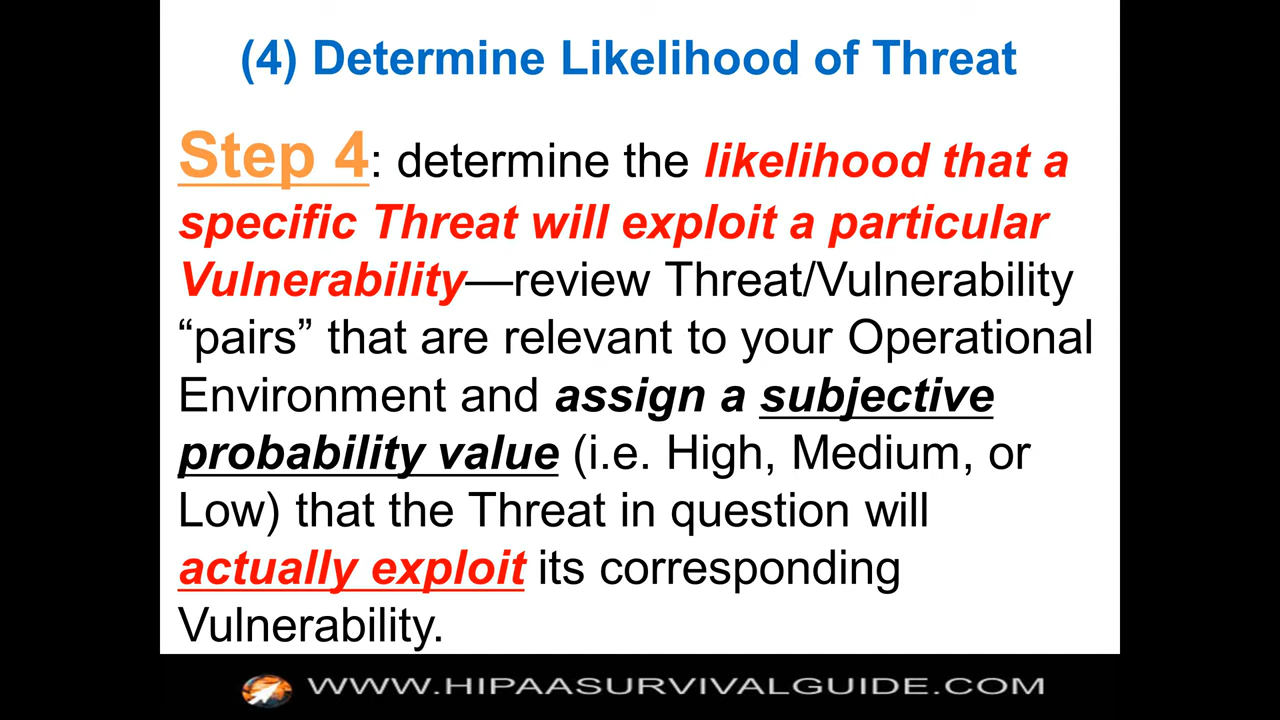 (4) Determine Likelihood of Threat
Step 4: determine the likelihood that a
specific Threat will exploit a particular
Vulnerability—review Threat/Vulnerability
“pairs” that are relevant to your Operational
Environment and assign a subjective
probability value (i.e. High, Medium, or
Low) that the Threat in question will
actually exploit its corresponding
Vulnerability.
WWW.HIPAASURVIVALGUIDE.COM